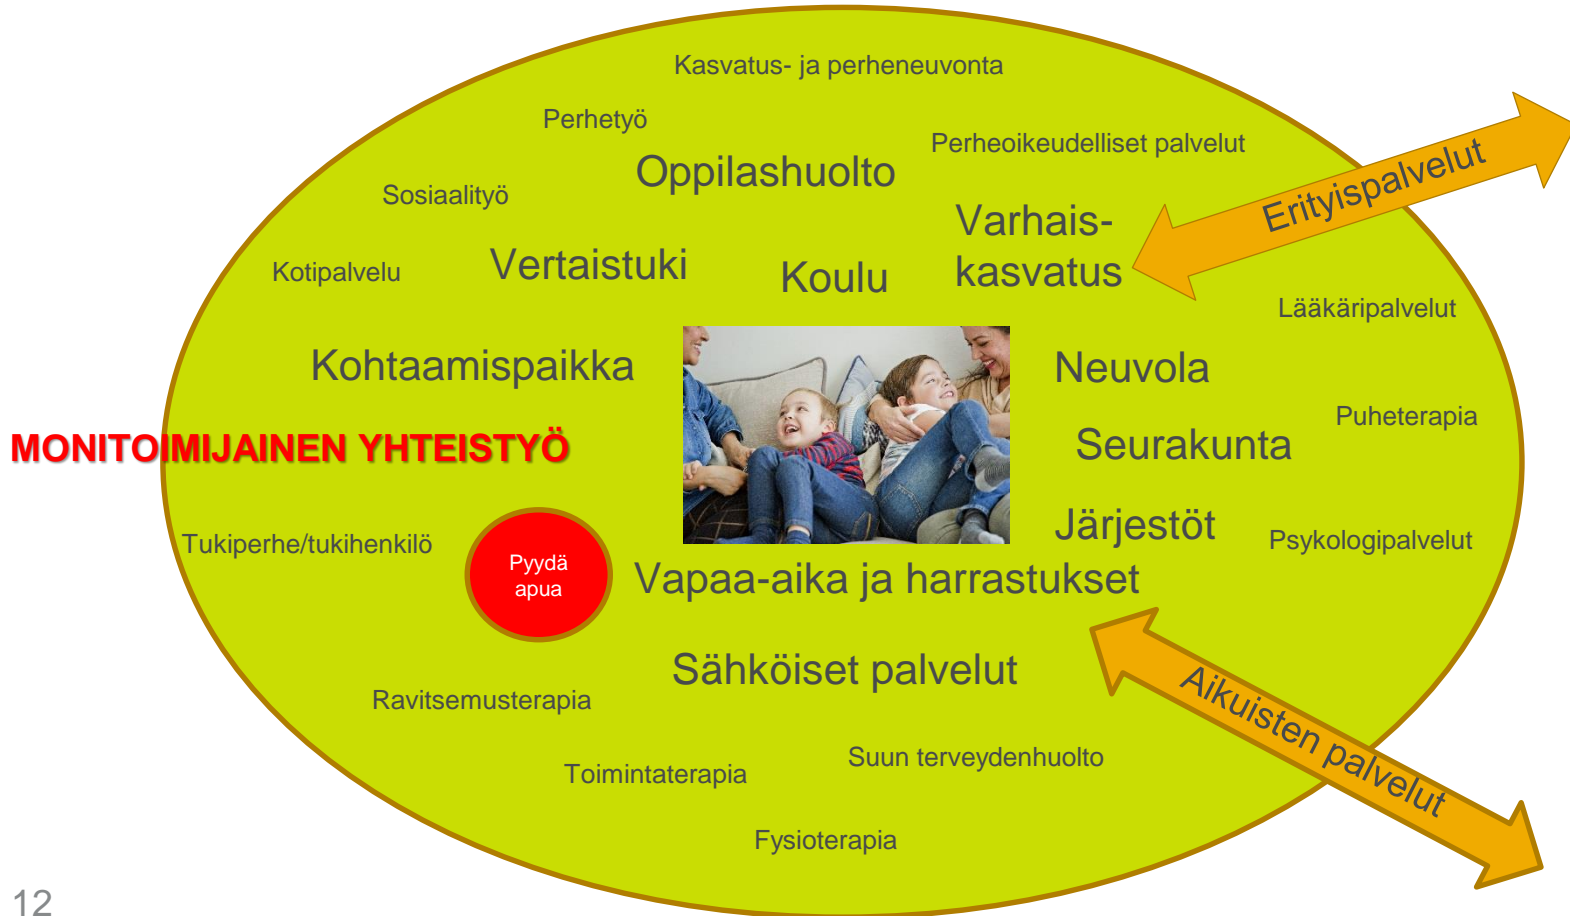 Kasvatus- ja perheneuvonta
Perhetyö
Perheoikeudelliset palvelut
Oppilashuolto
Erityispalvelut
Sosiaalityö
Varhais-
kasvatus
Vertaistuki
Koulu
Kotipalvelu
Lääkäripalvelut
Kohtaamispaikka
Neuvola
Puheterapia
MONITOIMIJAINEN YHTEISTYÖ
Seurakunta
Järjestöt
Tukiperhe/tukihenkilö
Psykologipalvelut
Pyydä
apua
Vapaa-aika ja harrastukset
Sähköiset palvelut
Aikuisten palvelut
Ravitsemusterapia
Suun terveydenhuolto
Toimintaterapia
Fysioterapia
12